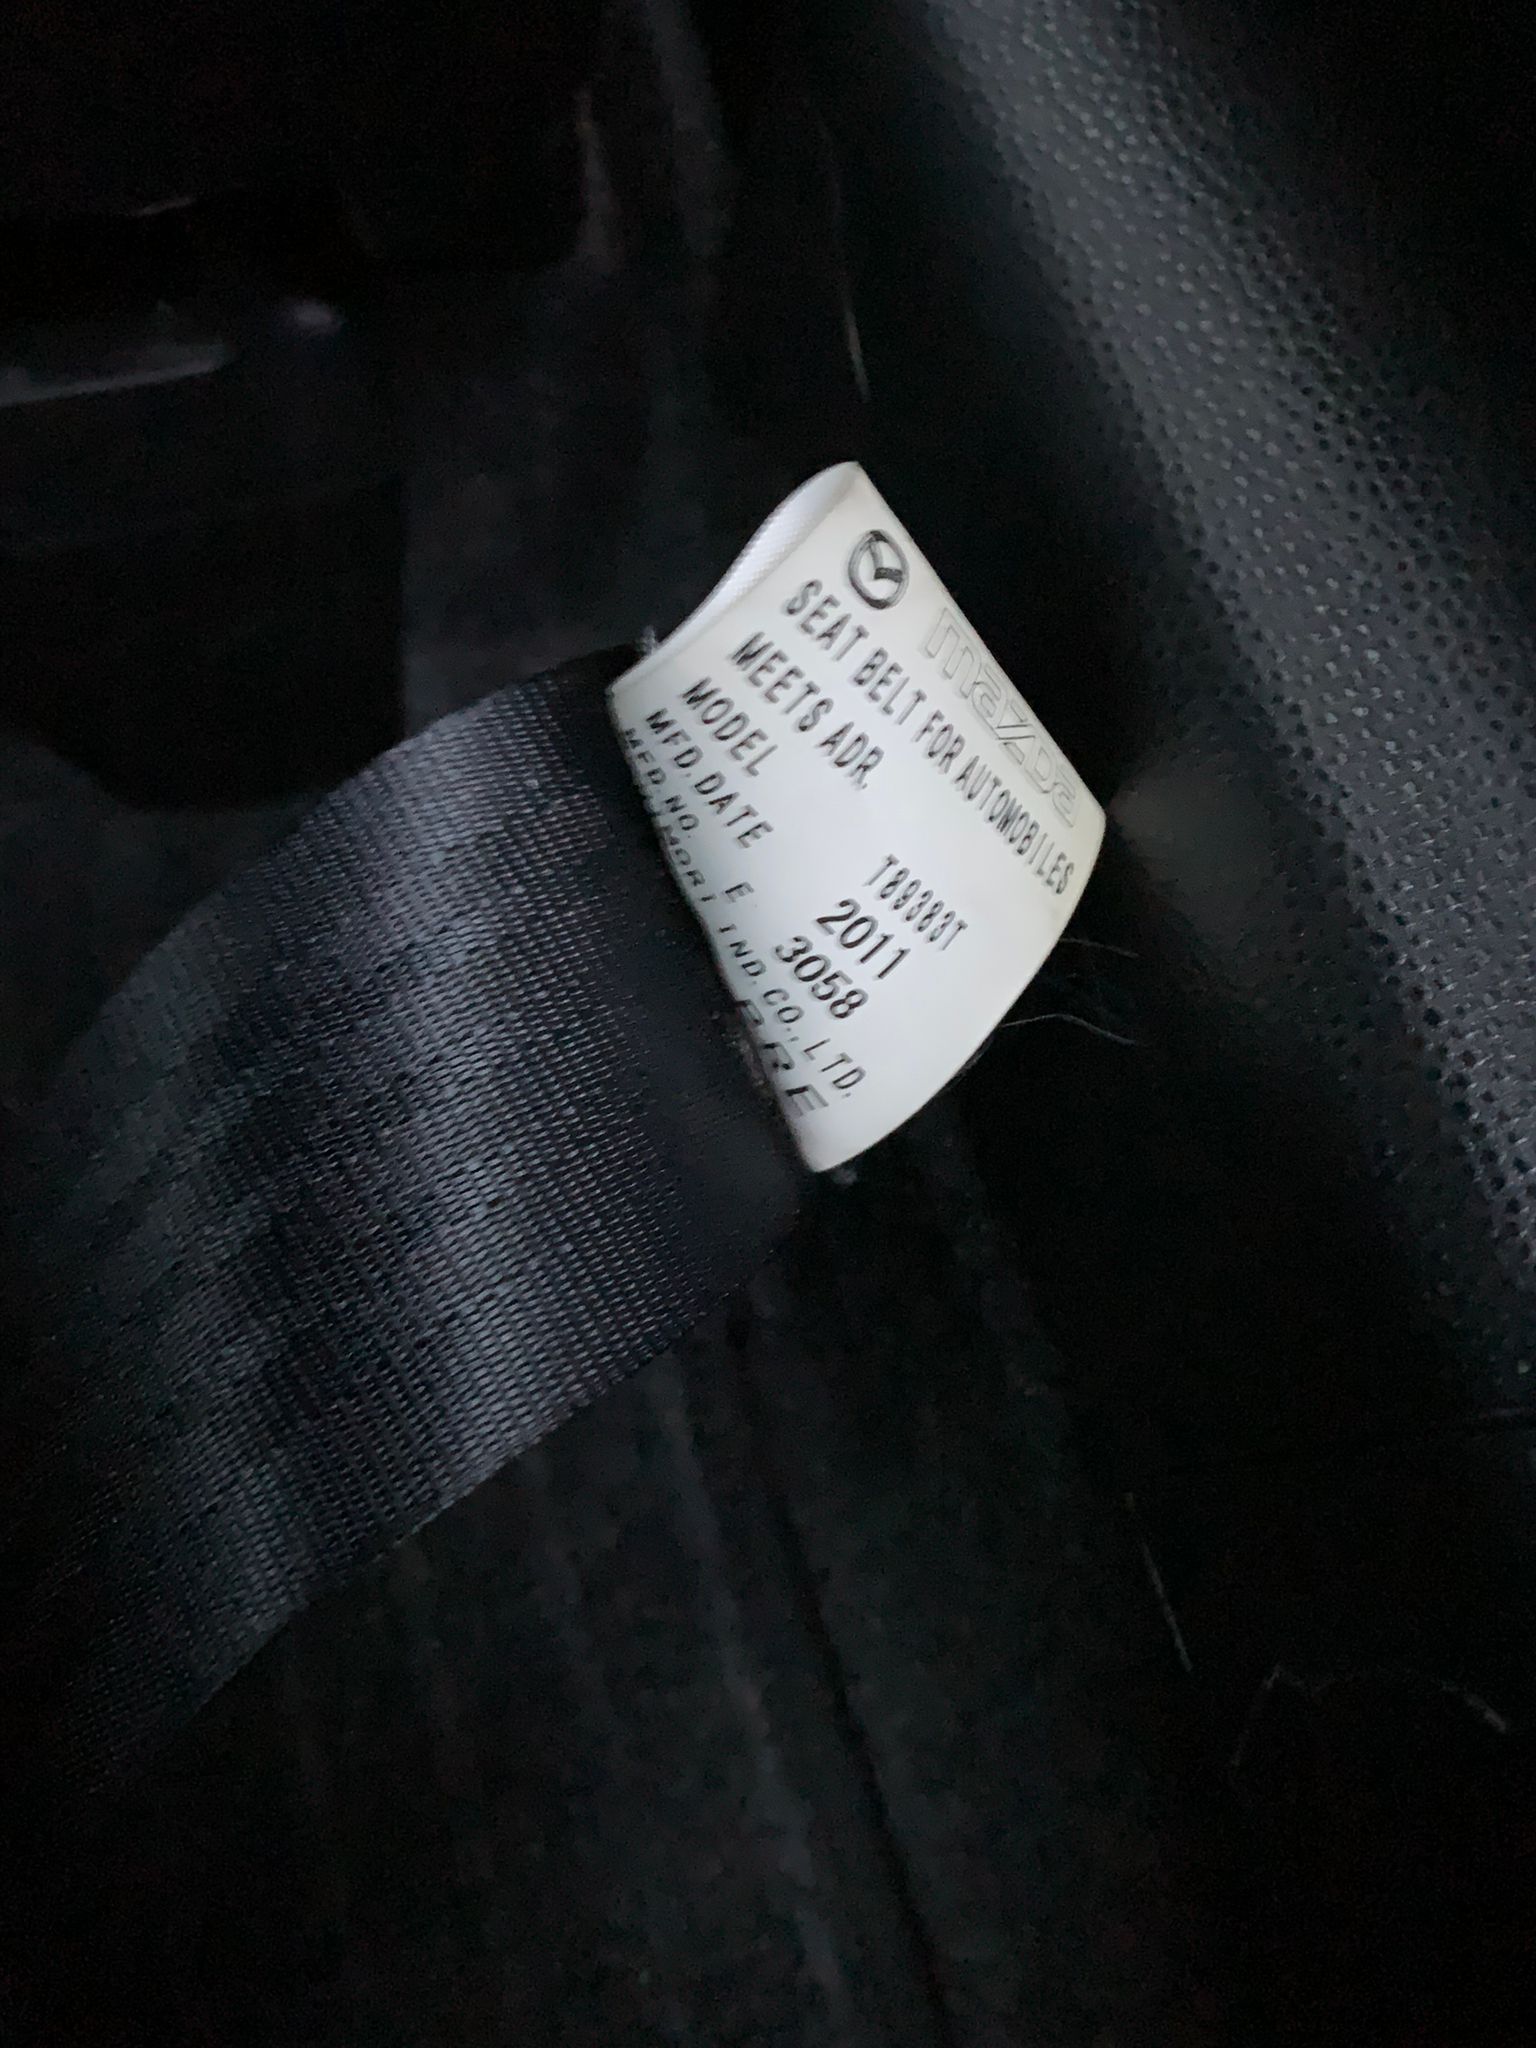 mazda
SEAT BELT FOR AUTOMOBILES
MEETS ADR.
MODEL T89383T
MFD. DATE 2011
MFD. NO. E 3058
IND. CO., LTD.